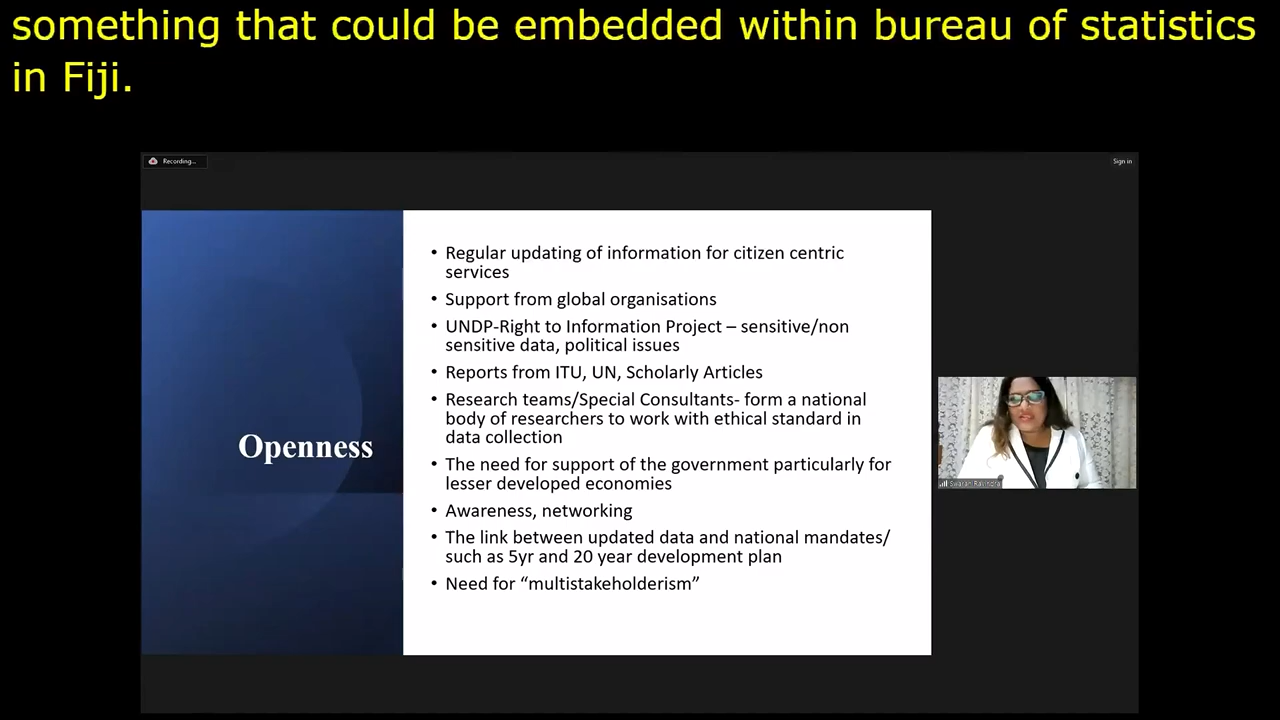 something that could be embedded within bureau of statistics
in Fiji.
Recording...
Sign in
Openness
• Regular updating of information for citizen centric
services
• Support from global organisations
• UNDP-Right to Information Project – sensitive/non
sensitive data, political issues
• Reports from ITU, UN, Scholarly Articles
• Research teams/Special Consultants- form a national
body of researchers to work with ethical standard in
data collection
• The need for support of the government particularly for
lesser developed economies
• Awareness, networking
• The link between updated data and national mandates/
such as 5yr and 20 year development plan
• Need for “multistakeholderism”
Swaran Ravindra